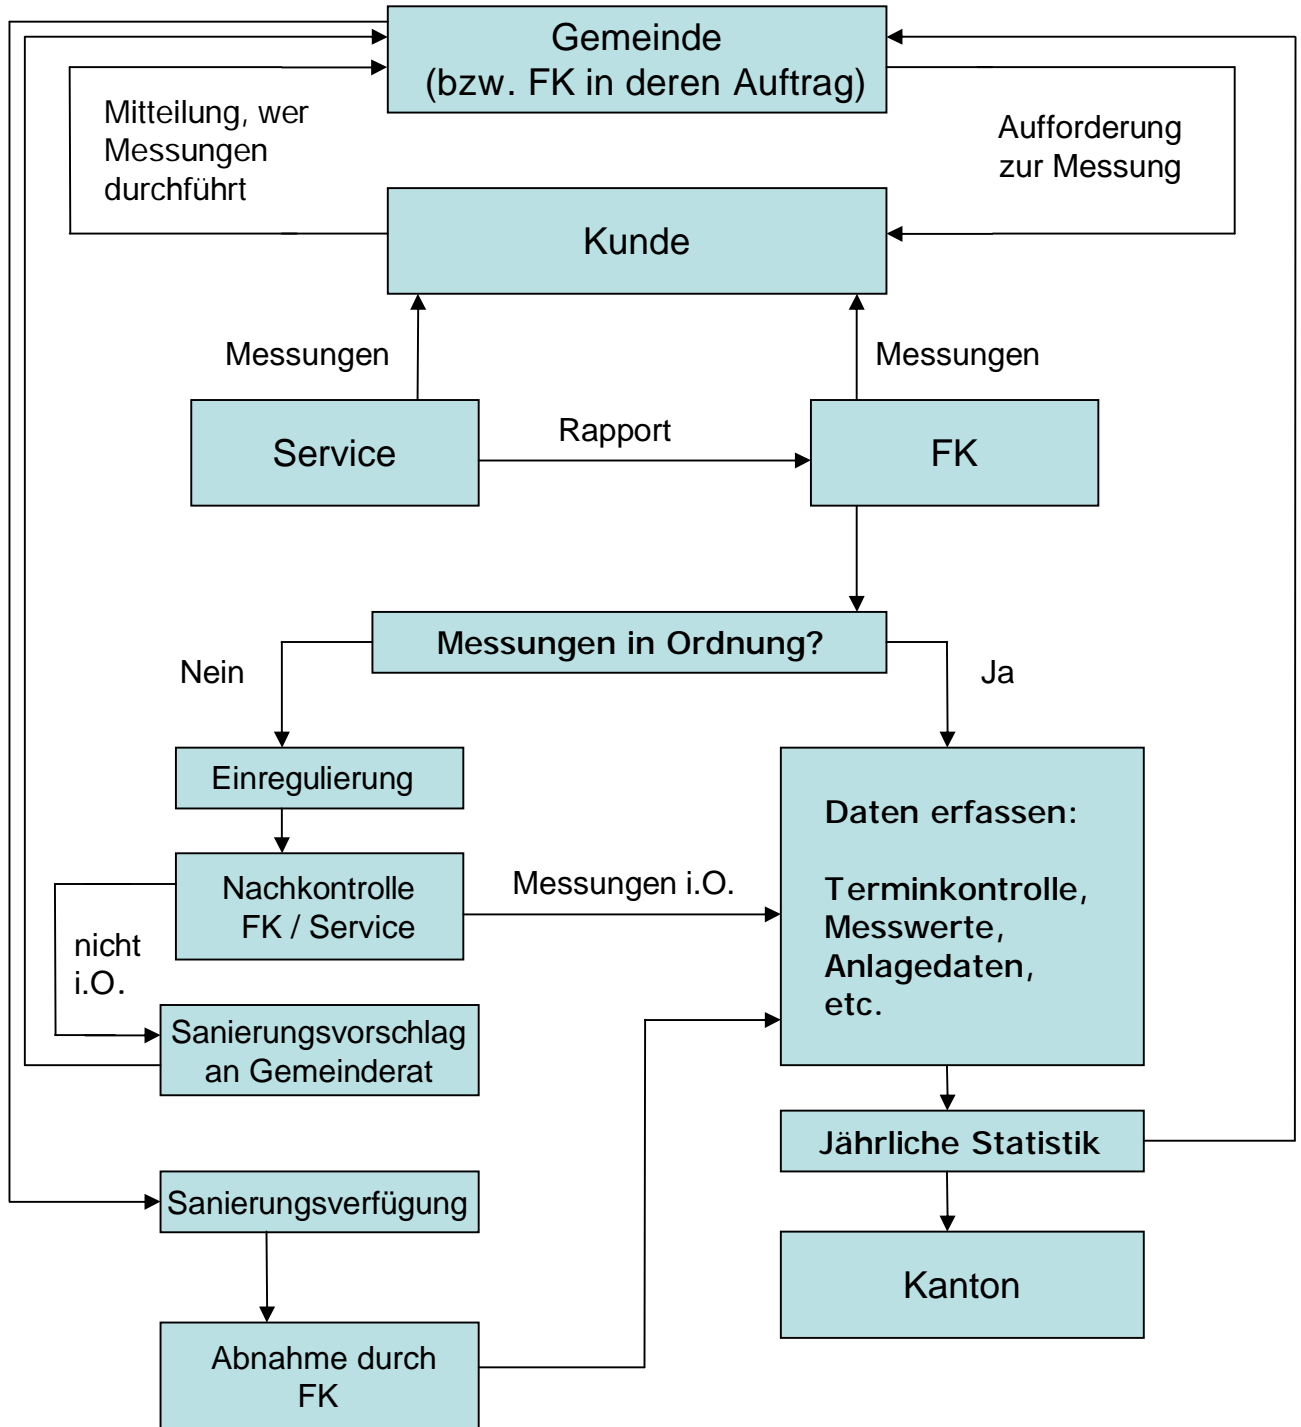 Gemeinde
(bzw. FK in deren Auftrag)
Mitteilung, wer
Messungen
durchführt
Aufforderung
zur Messung
Kunde
Messungen
Messungen
Service
Rapport
FK
Messungen in Ordnung?
Nein
Ja
Einregulierung
Nachkontrolle
FK / Service
Messungen i.O.
Daten erfassen:
Terminkontrolle,
Messwerte,
Anlagedaten,
etc.
nicht
i.O.
Sanierungsvorschlag
an Gemeinderat
Jährliche Statistik
Sanierungsverfügung
Kanton
Abnahme durch
FK